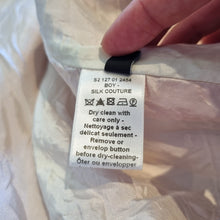 S2 127 01 2454
BOY -
SILK COUTURE
Dry clean with
care only -
Nettoyage à sec
délicat seulement -
Remove or
envelop button
before dry-cleaning-
Ôter ou envelopper